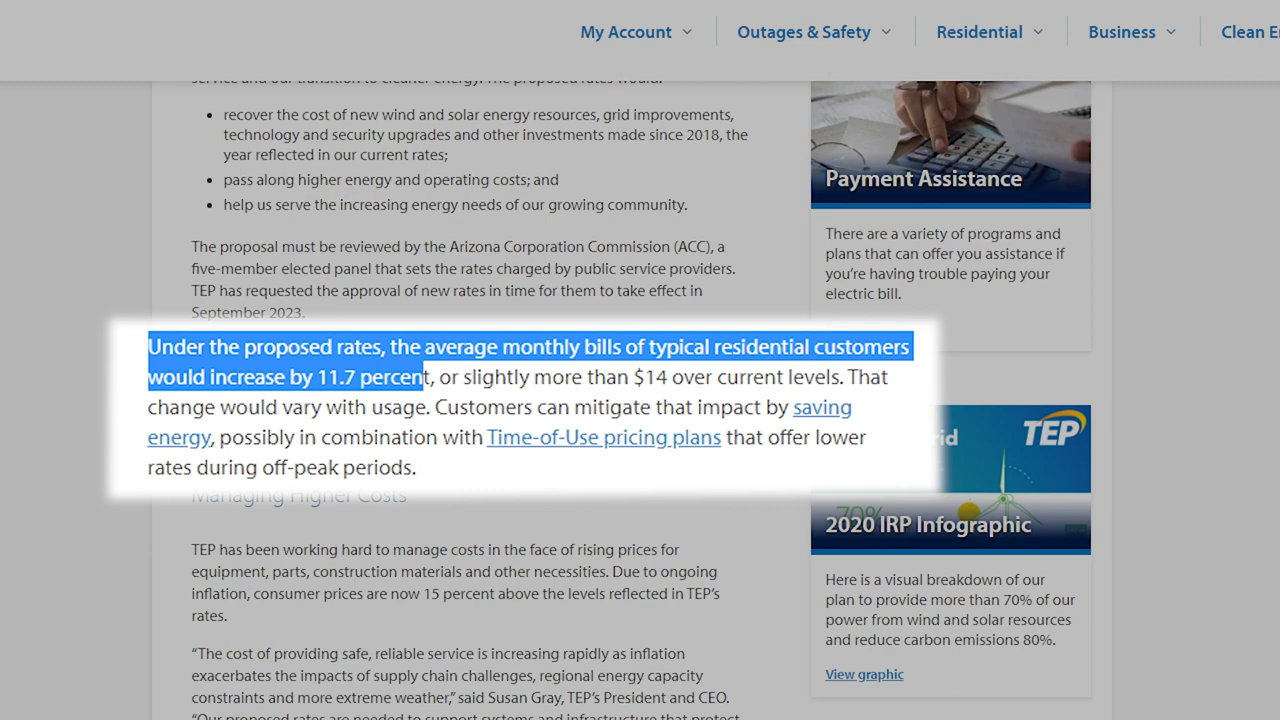 My Account
Outages & Safety
Residential
Business
Clean
service and our transition to cleaner energy. The proposed rates would:
• recover the cost of new wind and solar energy resources, grid improvements,
technology and security upgrades and other investments made since 2018, the
year reflected in our current rates;
• pass along higher energy and operating costs; and
• help us serve the increasing energy needs of our growing community.
The proposal must be reviewed by the Arizona Corporation Commission (ACC), a
five-member elected panel that sets the rates charged by public service providers.
TEP has requested the approval of new rates in time for them to take effect in
September 2023.
Under the proposed rates, the average monthly bills of typical residential customers
would increase by 11.7 percent, or slightly more than $14 over current levels. That
change would vary with usage. Customers can mitigate that impact by saving
energy, possibly in combination with Time-of-Use pricing plans that offer lower
rates during off-peak periods.
Managing Higher Costs
TEP has been working hard to manage costs in the face of rising prices for
equipment, parts, construction materials and other necessities. Due to ongoing
inflation, consumer prices are now 15 percent above the levels reflected in TEP's
rates.
“The cost of providing safe, reliable service is increasing rapidly as inflation
exacerbates the impacts of supply chain challenges, regional energy capacity
constraints and more extreme weather,” said Susan Gray, TEP’s President and CEO.
“Our proposed rates are needed to support systems and infrastructure that protect
Payment Assistance
There are a variety of programs and
plans that can offer you assistance if
you’re having trouble paying your
electric bill.
TEP
70%
2020 IRP Infographic
Here is a visual breakdown of our
plan to provide more than 70% of our
power from wind and solar resources
and reduce carbon emissions 80%.
View graphic